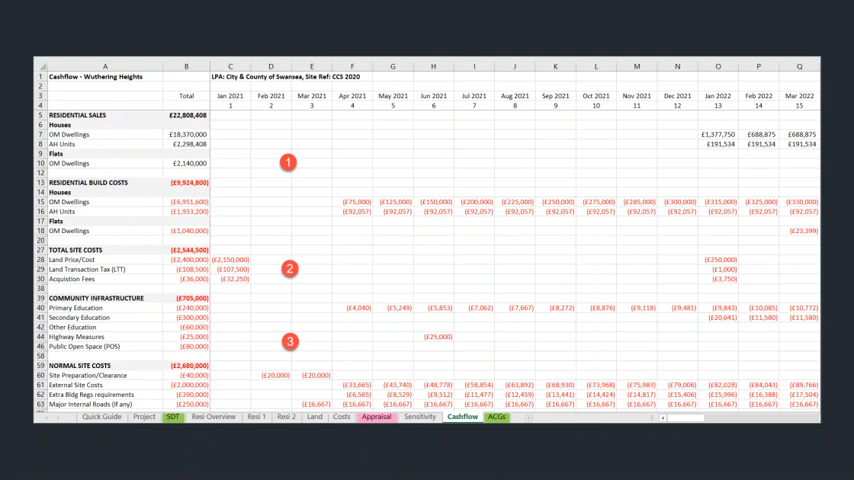 A B C D E F G H I J K L M N O P Q
1 Cashflow - Wuthering Heights LPA: City & County of Swansea, Site Ref: CCS 2020
2
3 Total Jan 2021 Feb 2021 Mar 2021 Apr 2021 May 2021 Jun 2021 Jul 2021 Aug 2021 Sep 2021 Oct 2021 Nov 2021 Dec 2021 Jan 2022 Feb 2022 Mar 2022
4 1 2 3 4 5 6 7 8 9 10 11 12 13 14 15
5 RESIDENTIAL SALES £22,808,408
6 Houses
7 OM Dwellings £18,370,000 £1,377,750 £688,875 £688,875
8 AH Units £2,298,408 £191,534 £191,534 £191,534
9 Flats
10 OM Dwellings £2,140,000 1
12
13 RESIDENTIAL BUILD COSTS (£9,924,800)
14 Houses
15 OM Dwellings (£6,951,600) (£75,000) (£125,000) (£150,000) (£200,000) (£225,000) (£250,000) (£275,000) (£285,000) (£300,000) (£315,000) (£325,000) (£330,000)
16 AH Units (£1,933,200) (£92,057) (£92,057) (£92,057) (£92,057) (£92,057) (£92,057) (£92,057) (£92,057) (£92,057) (£92,057) (£92,057) (£92,057)
17 Flats
18 OM Dwellings (£1,040,000) (£23,399)
20
27 TOTAL SITE COSTS (£2,544,500)
28 Land Price/Cost (£2,400,000) (£2,150,000) (£250,000)
29 Land Transaction Tax (LTT) (£108,500) (£107,500) 2 (£1,000)
30 Acquistion Fees (£36,000) (£32,250) (£3,750)
38
39 COMMUNITY INFRASTRUCTURE (£705,000)
40 Primary Education (£240,000) (£4,040) (£5,249) (£5,853) (£7,062) (£7,667) (£8,272) (£8,876) (£9,118) (£9,481) (£9,843) (£10,085) (£10,772)
41 Secondary Education (£300,000) (£20,641) (£11,580) (£11,580)
42 Other Education (£60,000)
44 Highway Measures (£25,000) 3 (£25,000)
46 Public Open Space (POS) (£80,000)
58
59 NORMAL SITE COSTS (£2,680,000)
60 Site Preparation/Clearance (£40,000) (£20,000) (£20,000)
61 External Site Costs (£2,000,000) (£33,665) (£43,740) (£48,778) (£58,854) (£63,892) (£68,930) (£73,968) (£75,983) (£79,006) (£82,028) (£84,043) (£89,766)
62 Extra Bldg Regs requirements (£390,000) (£6,565) (£8,529) (£9,512) (£11,477) (£12,459) (£13,441) (£14,424) (£14,817) (£15,406) (£15,996) (£16,388) (£17,504)
63 Major Internal Roads (if any) (£250,000) (£16,667) (£16,667) (£16,667) (£16,667) (£16,667) (£16,667) (£16,667) (£16,667) (£16,667) (£16,667) (£16,667) (£16,667) (£16,667)
Quick Guide Project SDT Resi Overview Resi 1 Resi 2 Land Costs Appraisal Sensitivity Cashflow ACGs